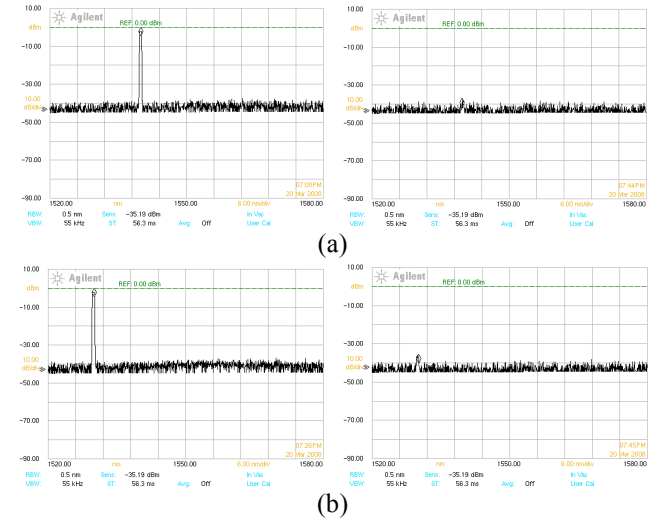 10.00
Agilent
REF: 0.00 dBm
dBm
-10.00
-30.00
10.00
dB/div
-50.00
-70.00
07:08PM
-90.00
20 Mar 2008
1520.00 nm 1550.00 6.00 nm/div 1580.00
RBW: 0.5 nm Sens: -35.19 dBm In Vac
VBW: 55 kHz ST: 56.3 ms Avg: Off User Cal
10.00
Agilent
REF: 0.00 dBm
dBm
-10.00
-30.00
10.00
dB/div
-50.00
-70.00
07:44PM
-90.00
20 Mar 2008
1520.00 nm 1550.00 6.00 nm/div 1580.00
RBW: 0.5 nm Sens: -35.19 dBm In Vac
VBW: 55 kHz ST: 56.3 ms Avg: Off User Cal
(a)
10.00
Agilent
REF: 0.00 dBm
dBm
-10.00
-30.00
10.00
dB/div
-50.00
-70.00
07:26PM
-90.00
20 Mar 2008
1520.00 nm 1550.00 6.00 nm/div 1580.00
RBW: 0.5 nm Sens: -35.19 dBm In Vac
VBW: 55 kHz ST: 56.3 ms Avg: Off User Cal
10.00
Agilent
REF: 0.00 dBm
dBm
-10.00
-30.00
10.00
dB/div
-50.00
-70.00
07:45PM
-90.00
20 Mar 2008
1520.00 nm 1550.00 6.00 nm/div 1580.00
RBW: 0.5 nm Sens: -35.19 dBm In Vac
VBW: 55 kHz ST: 56.3 ms Avg: Off User Cal
(b)